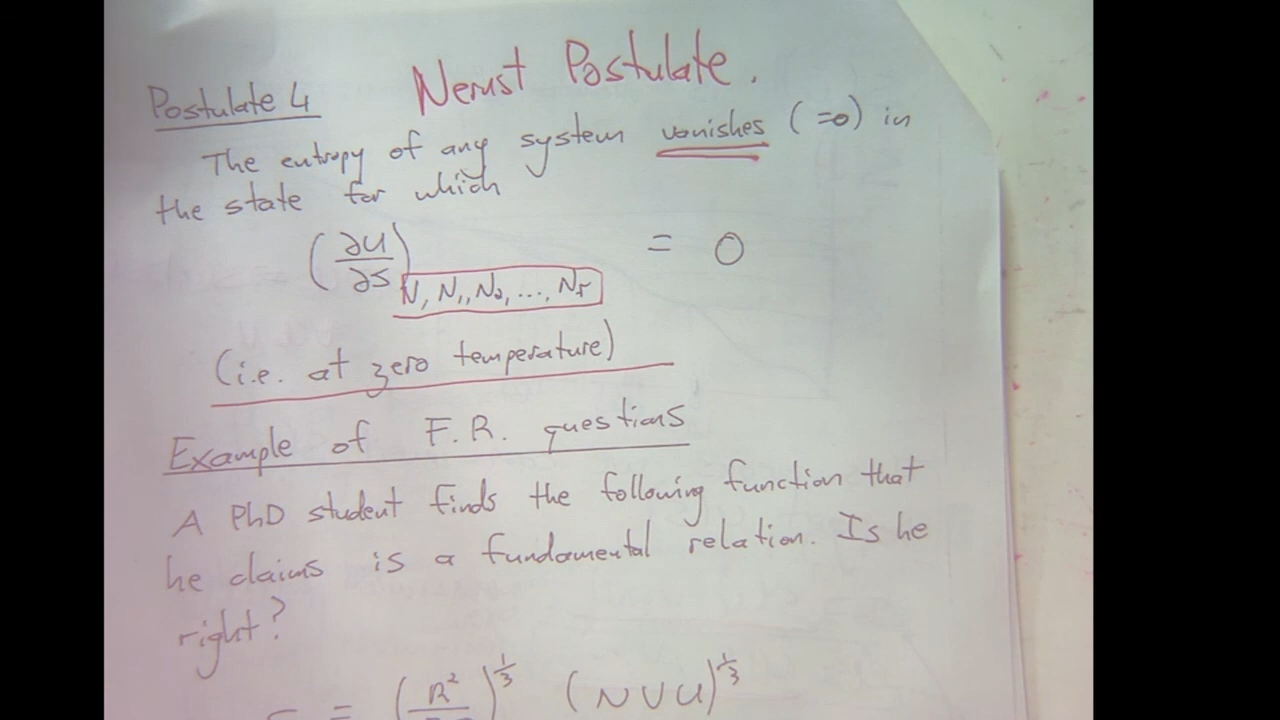 Nernst Postulate.
Postulate 4
The entropy of any system vanishes (=0) in
the state for which
(∂U/∂S)N, N₁, N₂, ..., Nr = 0
(i.e. at zero temperature)
Example of F.R. questions
A PhD student finds the following function that
he claims is a fundamental relation. Is he
right?
= (R²)^1/3 (NVU)^1/3